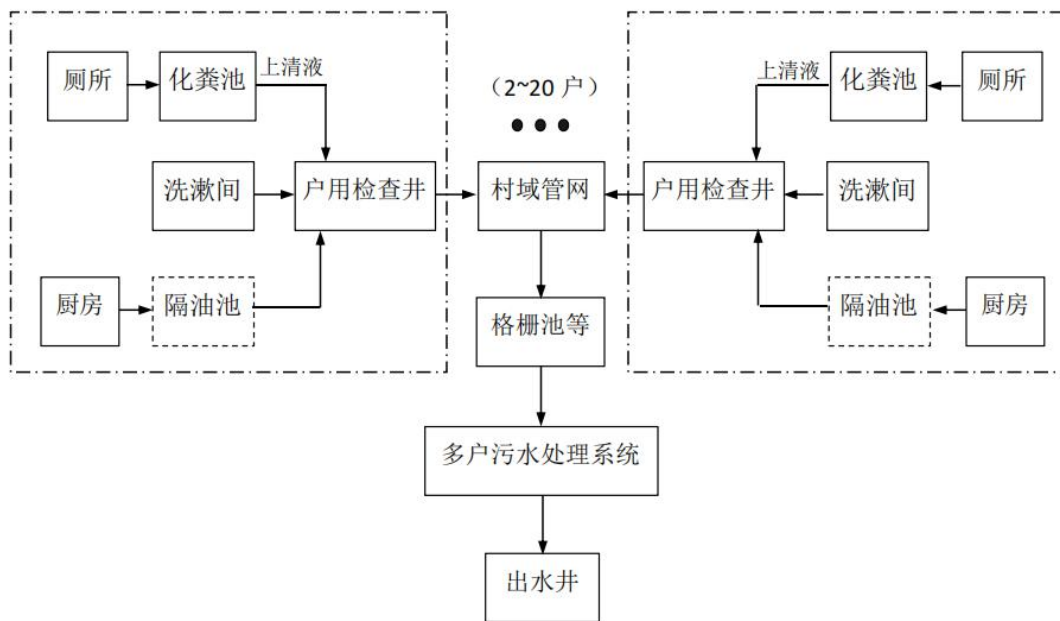 厕所
化粪池
上清液
（2~20 户）
上清液
化粪池
厕所
洗漱间
户用检查井
村域管网
户用检查井
洗漱间
厨房
隔油池
格栅池等
隔油池
厨房
多户污水处理系统
出水井